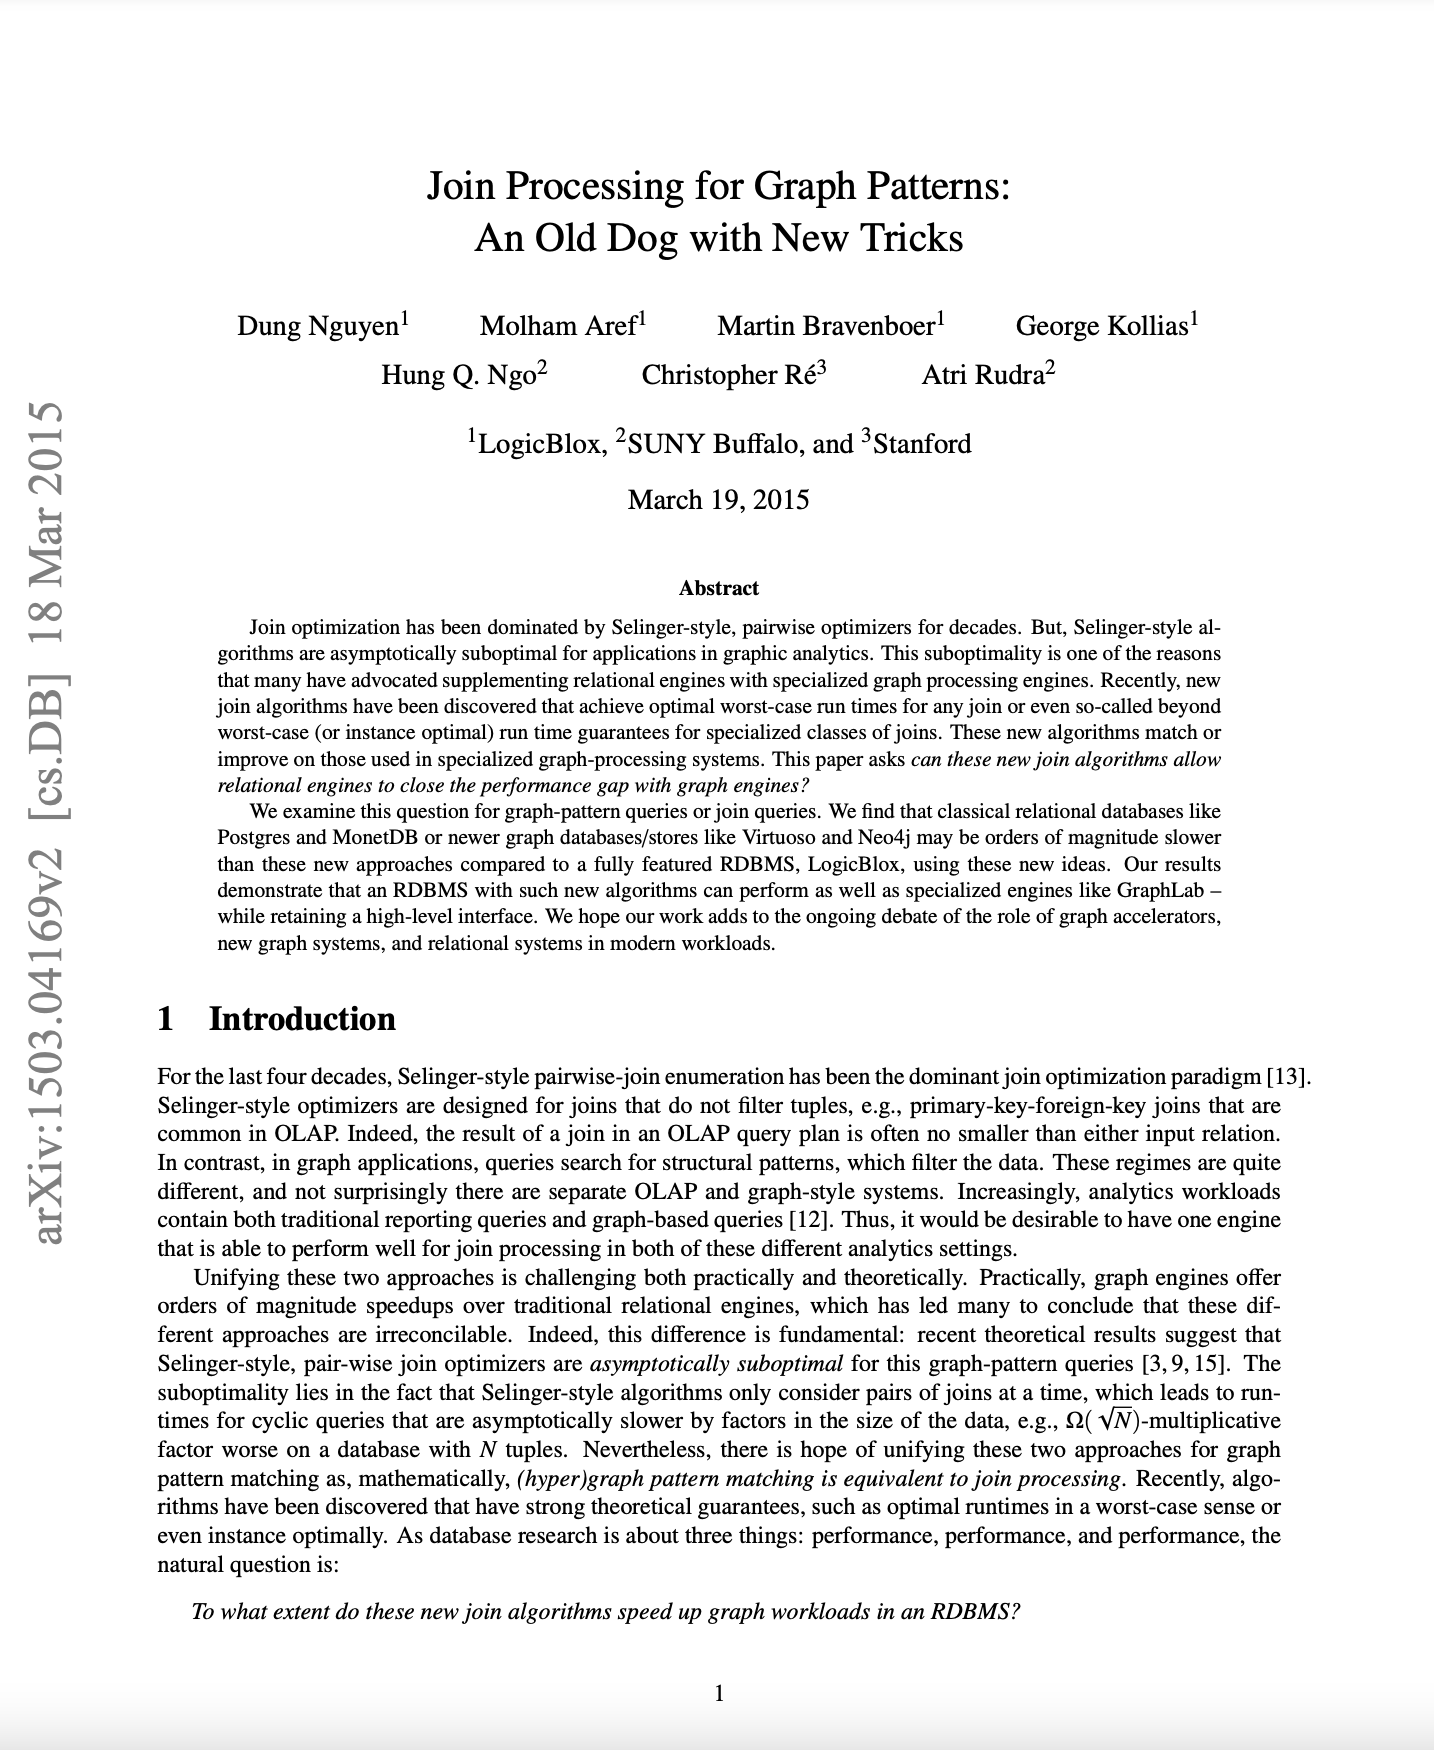 Join Processing for Graph Patterns:
An Old Dog with New Tricks
Dung Nguyen1 Molham Aref1 Martin Bravenboer1 George Kollias1
Hung Q. Ngo2 Christopher Ré3 Atri Rudra2
1LogicBlox, 2SUNY Buffalo, and 3Stanford
March 19, 2015
arXiv:1503.04169v2 [cs.DB] 18 Mar 2015
Abstract
Join optimization has been dominated by Selinger-style, pairwise optimizers for decades. But, Selinger-style al-
gorithms are asymptotically suboptimal for applications in graphic analytics. This suboptimality is one of the reasons
that many have advocated supplementing relational engines with specialized graph processing engines. Recently, new
join algorithms have been discovered that achieve optimal worst-case run times for any join or even so-called beyond
worst-case (or instance optimal) run time guarantees for specialized classes of joins. These new algorithms match or
improve on those used in specialized graph-processing systems. This paper asks can these new join algorithms allow
relational engines to close the performance gap with graph engines?
We examine this question for graph-pattern queries or join queries. We find that classical relational databases like
Postgres and MonetDB or newer graph databases/stores like Virtuoso and Neo4j may be orders of magnitude slower
than these new approaches compared to a fully featured RDBMS, LogicBlox, using these new ideas. Our results
demonstrate that an RDBMS with such new algorithms can perform as well as specialized engines like GraphLab –
while retaining a high-level interface. We hope our work adds to the ongoing debate of the role of graph accelerators,
new graph systems, and relational systems in modern workloads.
1 Introduction
For the last four decades, Selinger-style pairwise-join enumeration has been the dominant join optimization paradigm [13].
Selinger-style optimizers are designed for joins that do not filter tuples, e.g., primary-key-foreign-key joins that are
common in OLAP. Indeed, the result of a join in an OLAP query plan is often no smaller than either input relation.
In contrast, in graph applications, queries search for structural patterns, which filter the data. These regimes are quite
different, and not surprisingly there are separate OLAP and graph-style systems. Increasingly, analytics workloads
contain both traditional reporting queries and graph-based queries [12]. Thus, it would be desirable to have one engine
that is able to perform well for join processing in both of these different analytics settings.
Unifying these two approaches is challenging both practically and theoretically. Practically, graph engines offer
orders of magnitude speedups over traditional relational engines, which has led many to conclude that these dif-
ferent approaches are irreconcilable. Indeed, this difference is fundamental: recent theoretical results suggest that
Selinger-style, pair-wise join optimizers are asymptotically suboptimal for this graph-pattern queries [3, 9, 15]. The
suboptimality lies in the fact that Selinger-style algorithms only consider pairs of joins at a time, which leads to run-
times for cyclic queries that are asymptotically slower by factors in the size of the data, e.g., Ω(√N)-multiplicative
factor worse on a database with N tuples. Nevertheless, there is hope of unifying these two approaches for graph
pattern matching as, mathematically, (hyper)graph pattern matching is equivalent to join processing. Recently, algo-
rithms have been discovered that have strong theoretical guarantees, such as optimal runtimes in a worst-case sense or
even instance optimally. As database research is about three things: performance, performance, and performance, the
natural question is:
To what extent do these new join algorithms speed up graph workloads in an RDBMS?
1